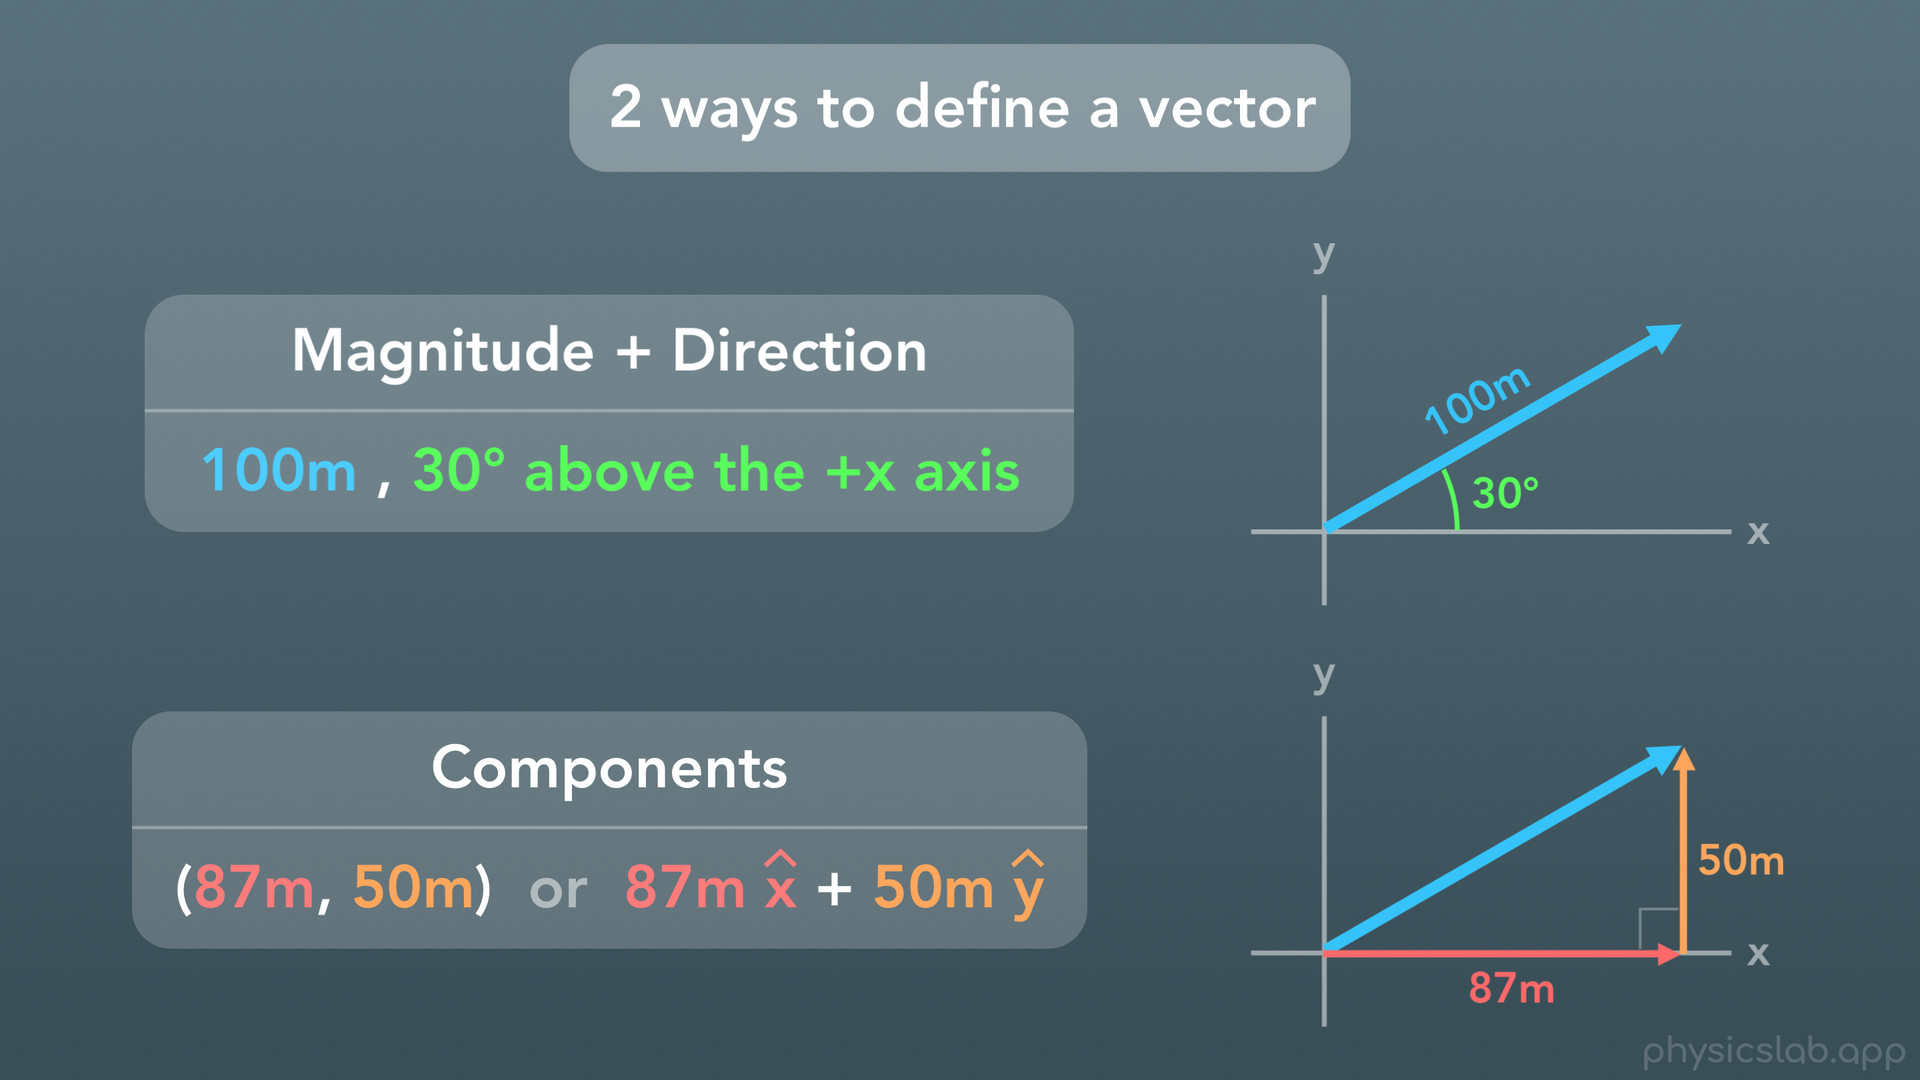 2 ways to define a vector
Magnitude + Direction
100m , 30° above the +x axis
y
100m
30°
x
Components
(87m, 50m) or 87m x̂ + 50m ŷ
y
50m
x
87m
physicslab.app